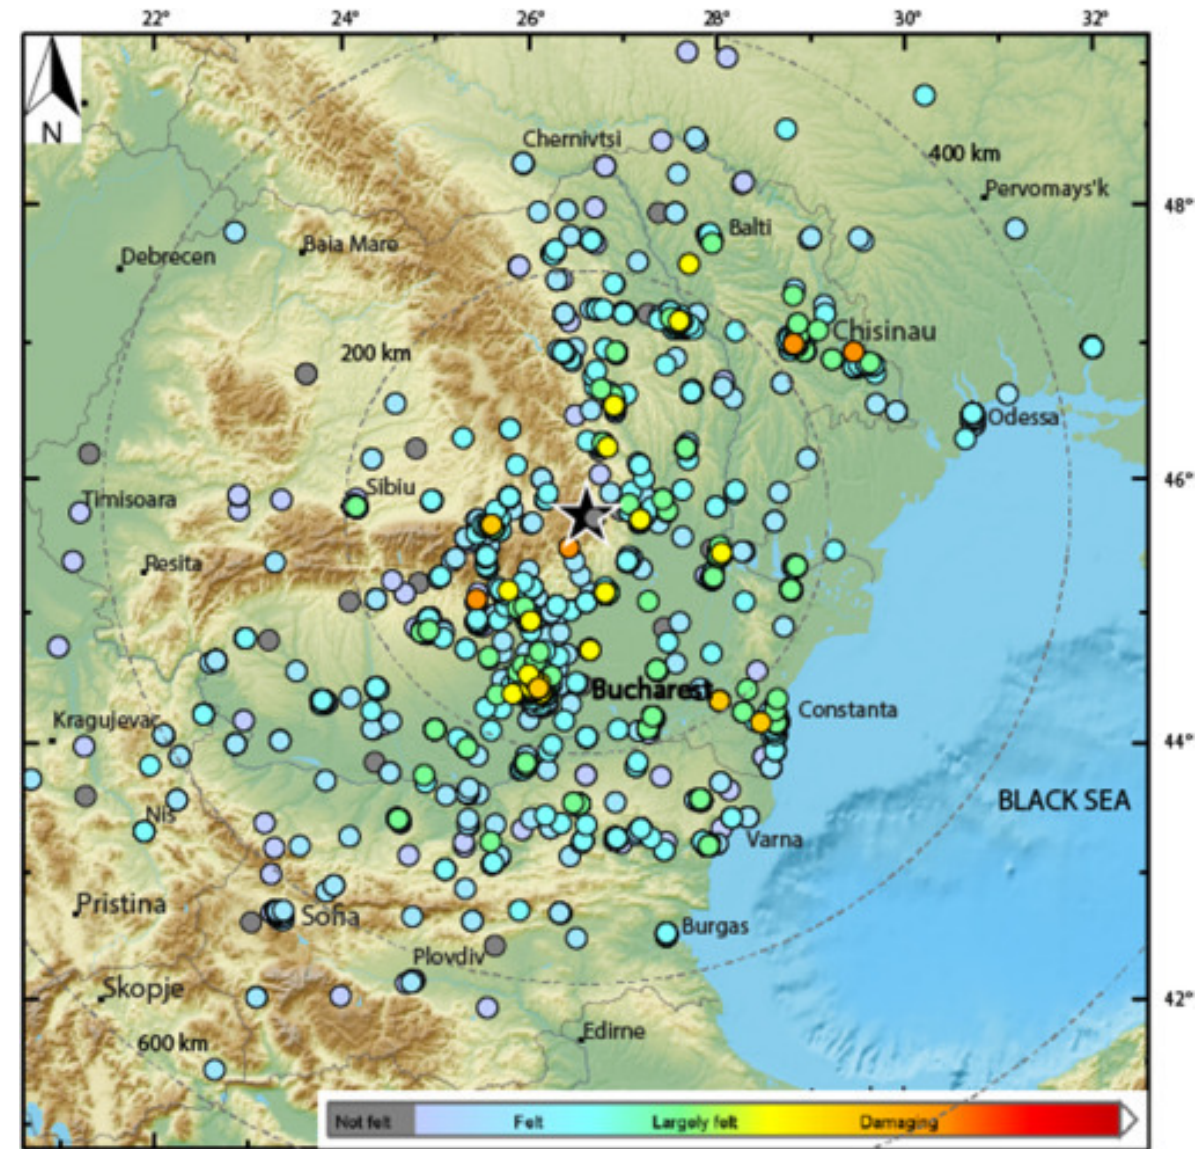 22° 24° 26° 28° 30° 32°
N
Chernivtsi
400 km
Pervomays'k
48°
Balti
Baia Mare
Debrecen
Chisinau
200 km
Odessa
46°
Sibiu
Timisoara
Resita
Bucharest
Constanta
Kragujevac
44°
BLACK SEA
Nis
Varna
Pristina
Sofia
Burgas
Plovdiv
Skopje
42°
Edirne
600 km
Not felt Felt Largely felt Damaging